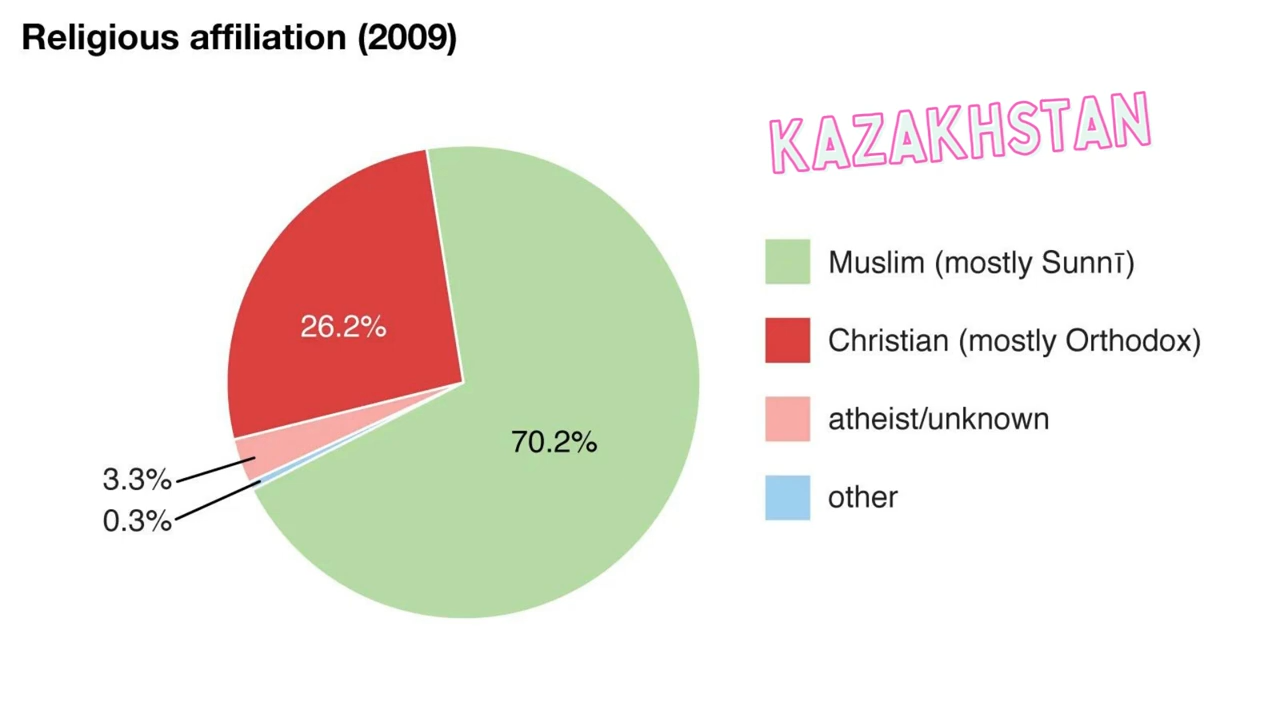 Religious affiliation (2009)
KAZAKHSTAN
Muslim (mostly Sunnī)
26.2%
Christian (mostly Orthodox)
atheist/unknown
70.2%
3.3%
other
0.3%